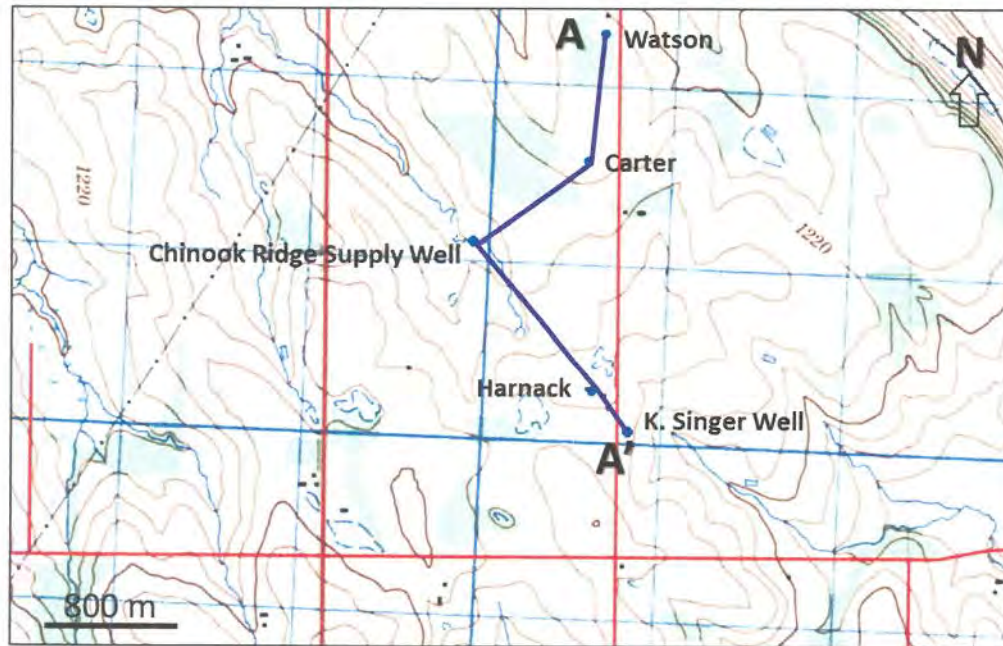 A Watson
N
Carter
1220
Chinook Ridge Supply Well
1220
Harnack
K. Singer Well
A'
800 m